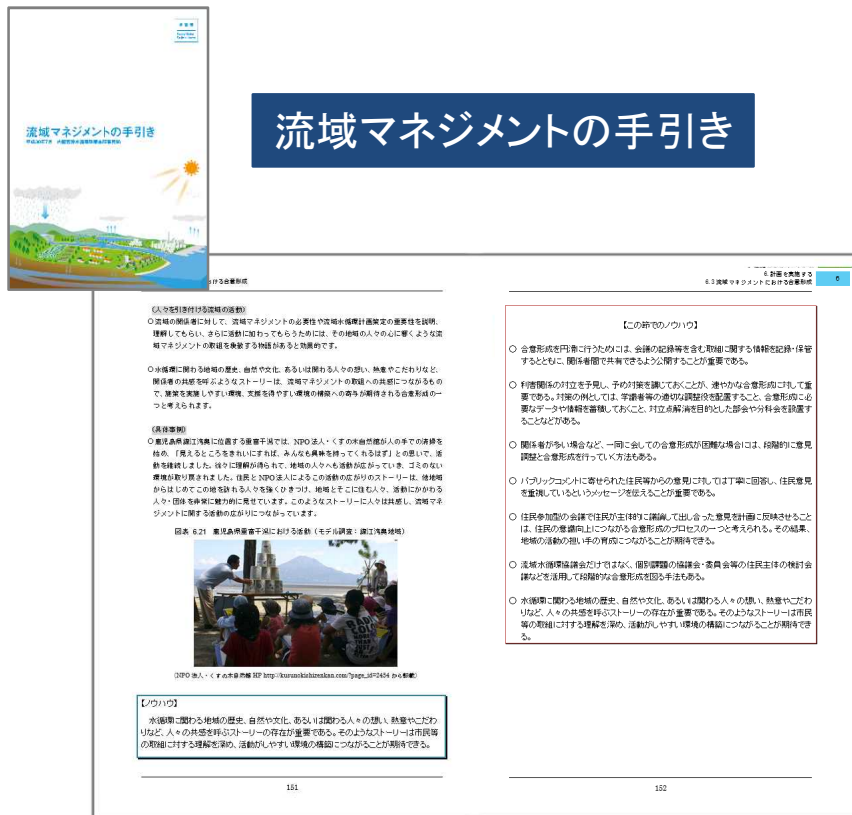 流域マネジメントの手引き
流域マネジメントの手引き
おける合意形成
(人々を引き付ける流域の活動)
○流域の関係者に対して、流域マネジメントの必要性や流域水循環計画策定の重要性を説明、
理解してもらい、さらに活動に加わってもらうためには、その地域の人々の心に響くような流
域マネジメントの取組を象徴する物語があると効果的です。
○水循環に関わる地域の歴史、自然や文化、あるいは関わる人々の想い、熱意やこだわりなど、
関係者の共感を呼ぶようなストーリーは、流域マネジメントの取組への共感につながるもの
で、施策を実施しやすい環境、支援を得やすい環境の構築への寄与が期待される合意形成の一
つと考えられます。
(具体事例)
○鹿児島県錦江湾奥に位置する重富干潟では、NPO法人・くすの木自然館が人の手での清掃を
始め、「見えるところをきれいにすれば、みんなも興味を持ってくれるはず」との思いで、活
動を継続しました。徐々に理解が得られて、地域の人々へも活動が広がっていき、ゴミのない
環境が取り戻されました。住民とNPO法人によるこの活動の広がりのストーリーは、他地域
からはじめてこの地を訪れる人々を強くひきつけ、地域とそこに住む人々、活動にかかわる
人々・団体を非常に魅力的に見せています。このようなストーリーに人々は共感し、流域マネ
ジメントに関する活動の広がりにつながっています。
図表 6.21 鹿児島県重富干潟における活動(モデル調査:錦江湾奥地域)
(NPO法人・くすの木自然館 HP http://kusunokishizenkan.com/?page_id=2454 から転載)
【ノウハウ】
水循環に関わる地域の歴史、自然や文化、あるいは関わる人々の想い、熱意やこだわ
りなど、人々の共感を呼ぶストーリーの存在が重要である。そのようなストーリーは市民等
の取組に対する理解を深め、活動がしやすい環境の構築につながることが期待できる。
151
6.計画を実施する
6.3 流域マネジメントにおける合意形成
6
【この節でのノウハウ】
○ 合意形成を円滑に行うためには、会議の記録等を含む取組に関する情報を記録・保管
するとともに、関係者間で共有できるよう公開することが重要である。
○ 利害関係の対立を予見し、予め対策を講じておくことが、速やかな合意形成に対して重
要である。対策の例としては、学識者等の適切な調整役を配置すること、合意形成に必
要なデータや情報を蓄積しておくこと、対立点解消を目的とした部会や分科会を設置す
ることなどがある。
○ 関係者が多い場合など、一同に会しての合意形成が困難な場合には、段階的に意見
調整と合意形成を行っていく方法もある。
○ パブリックコメントに寄せられた住民等からの意見に対しては丁寧に回答し、住民意見
を重視しているというメッセージを伝えることが重要である。
○ 住民参加型の会議で住民が主体的に議論して出し合った意見を計画に反映させること
は、住民の意識向上につながる合意形成のプロセスの一つと考えられる。その結果、
地域の活動の担い手の育成につながることが期待できる。
○ 流域水循環協議会だけではなく、個別課題の協議会・委員会等の住民主体の検討会
議などを活用して段階的な合意形成を図る手法もある。
○ 水循環に関わる地域の歴史、自然や文化、あるいは関わる人々の想い、熱意やこだわ
りなど、人々の共感を呼ぶストーリーの存在が重要である。そのようなストーリーは市民
等の取組に対する理解を深め、活動がしやすい環境の構築につながることが期待でき
る。
152